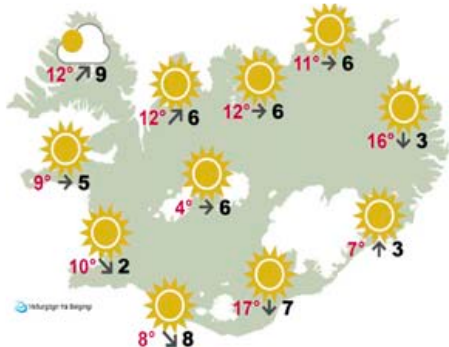 11° → 6
12° ↗ 9
12° → 6
12° ↗ 6
16° ↓ 3
9° → 5
4° → 6
7° ↑ 3
10° ↘ 2
17° ↓ 7
8° ↘ 8